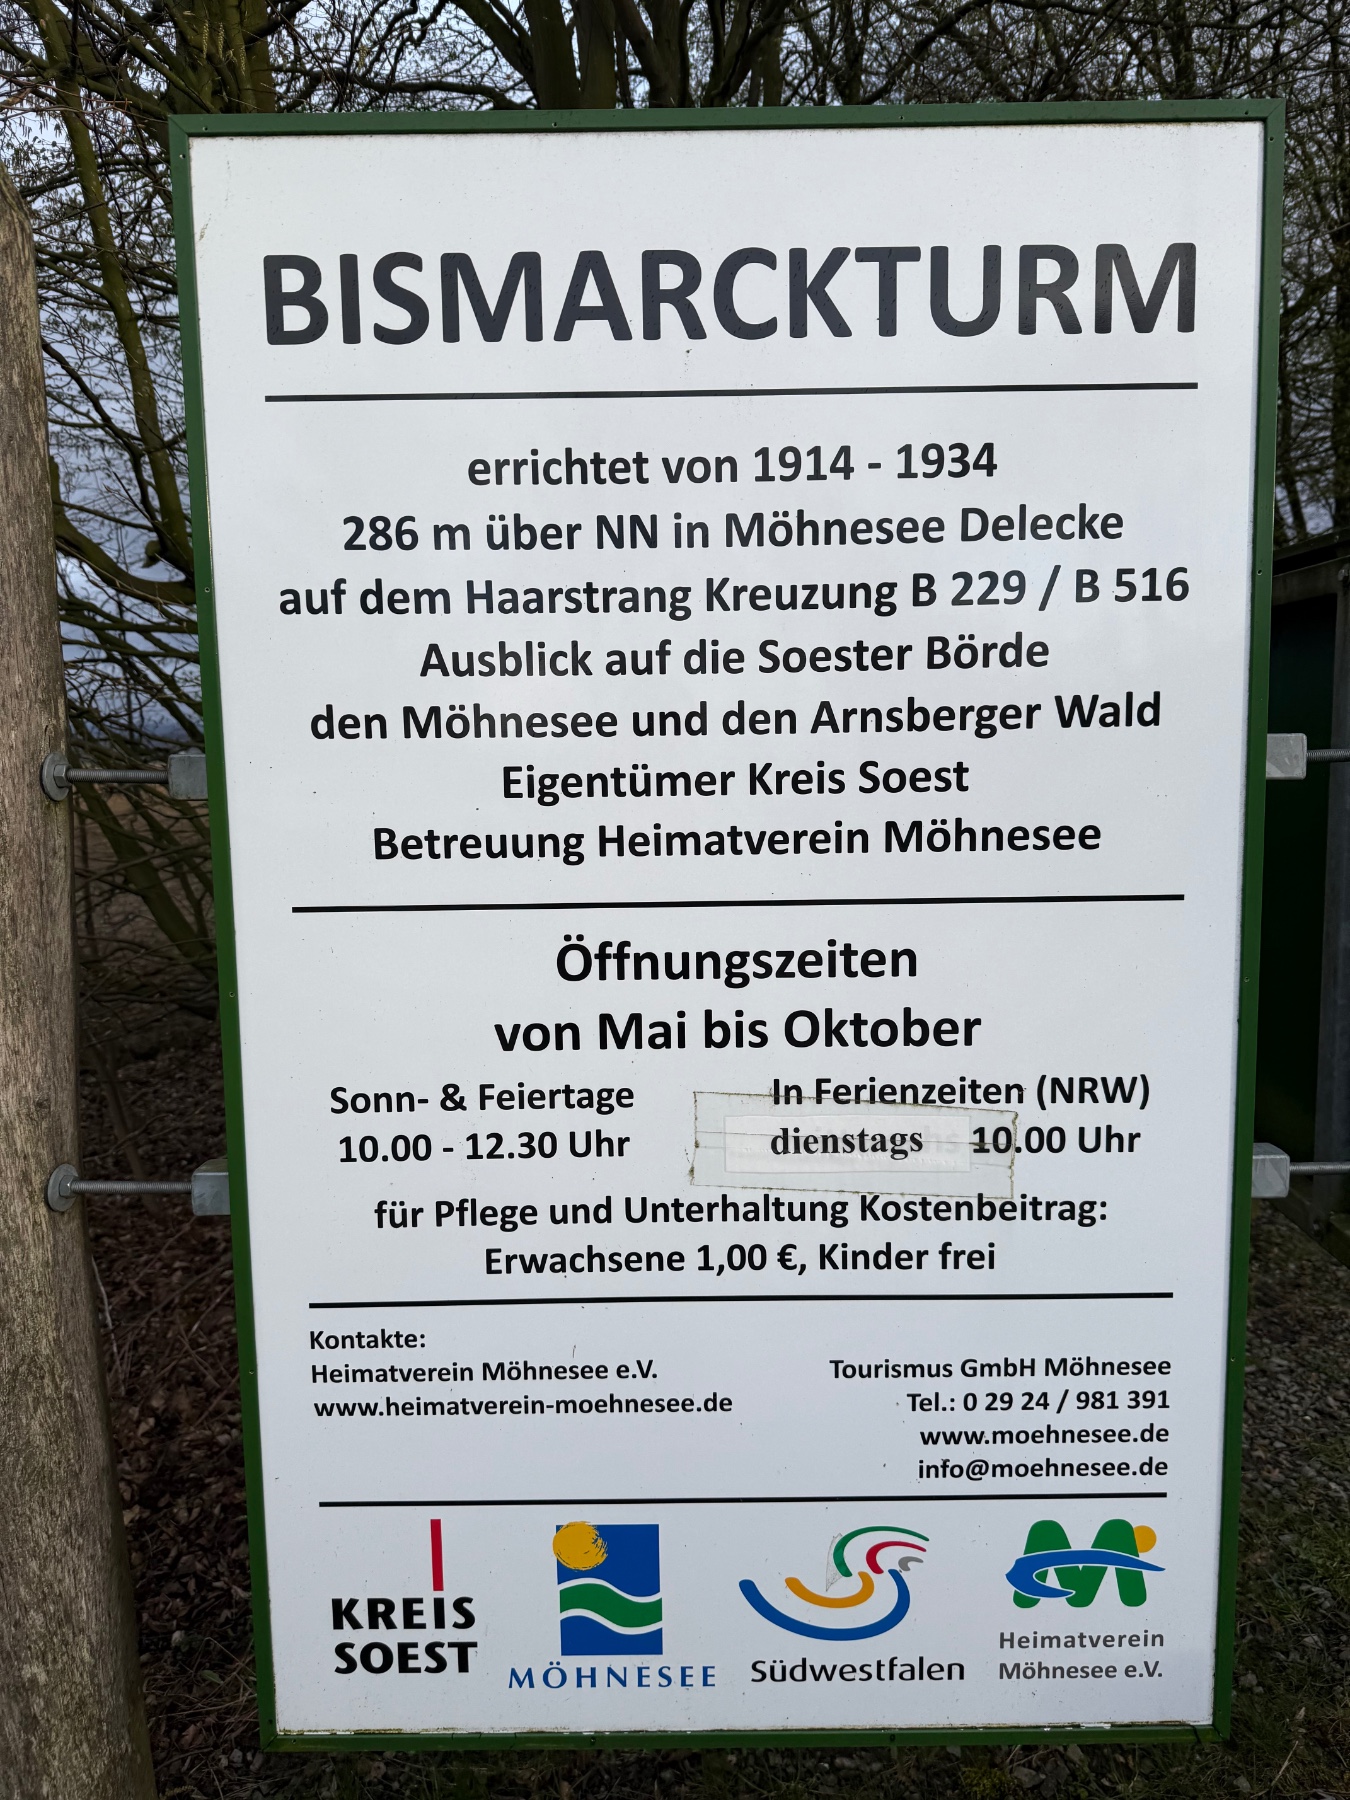 BISMARCKTURM
errichtet von 1914 - 1934
286 m über NN in Möhnesee Delecke
auf dem Haarstrang Kreuzung B 229 / B 516
Ausblick auf die Soester Börde
den Möhnesee und den Arnsberger Wald
Eigentümer Kreis Soest
Betreuung Heimatverein Möhnesee
Öffnungszeiten
von Mai bis Oktober
Sonn- & Feiertage
10.00 - 12.30 Uhr
In Ferienzeiten (NRW)
dienstags 10.00 Uhr
für Pflege und Unterhaltung Kostenbeitrag:
Erwachsene 1,00 €, Kinder frei
Kontakte:
Heimatverein Möhnesee e.V.
www.heimatverein-moehnesee.de
Tourismus GmbH Möhnesee
Tel.: 0 29 24 / 981 391
www.moehnesee.de
info@moehnesee.de
KREIS
SOEST
MÖHNESEE
Südwestfalen
Heimatverein
Möhnesee e.V.